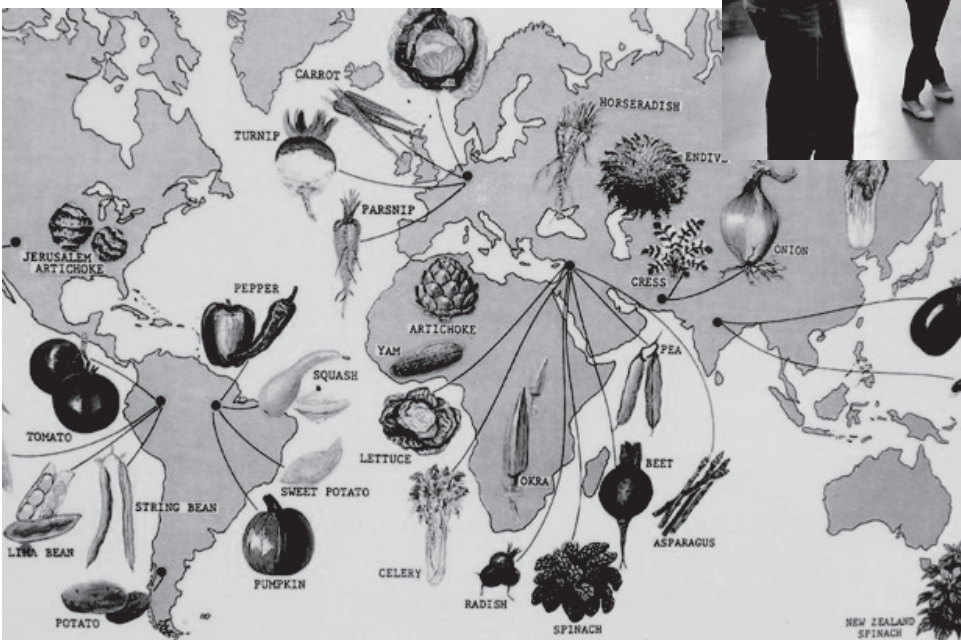 CARROT
TURNIP
HORSERADISH
PARSNIP
JERUSALEM
ARTICHOKE
ONION
CRESS
PEPPER
ARTICHOKE
YAM
PEA
SQUASH
TOMATO
LETTUCE
BEET
OKRA
SWEET POTATO
STRING BEAN
LIMA BEAN
ASPARAGUS
CELERY
PUMPKIN
RADISH
POTATO
SPINACH
NEW ZEALAND
SPINACH